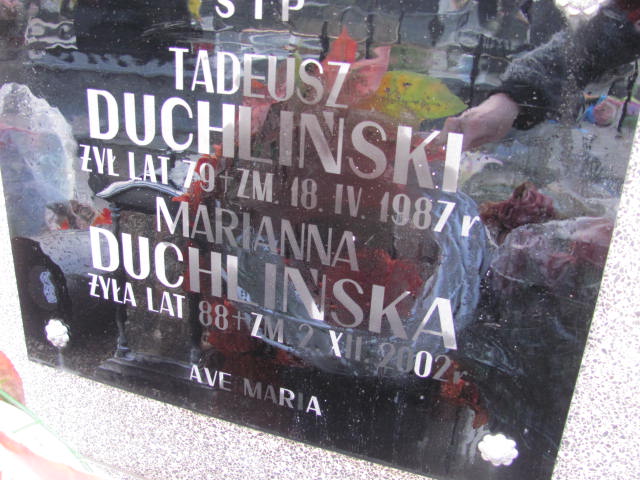 S I P
TADEUSZ
DUCHLIŃSKI
ŻYŁ LAT 79 + ZM. 18. IV. 1987 r
MARIANNA
DUCHLIŃSKA
ŻYŁA LAT 88 + ZM. 2. XII. 2002 r.
AVE MARIA